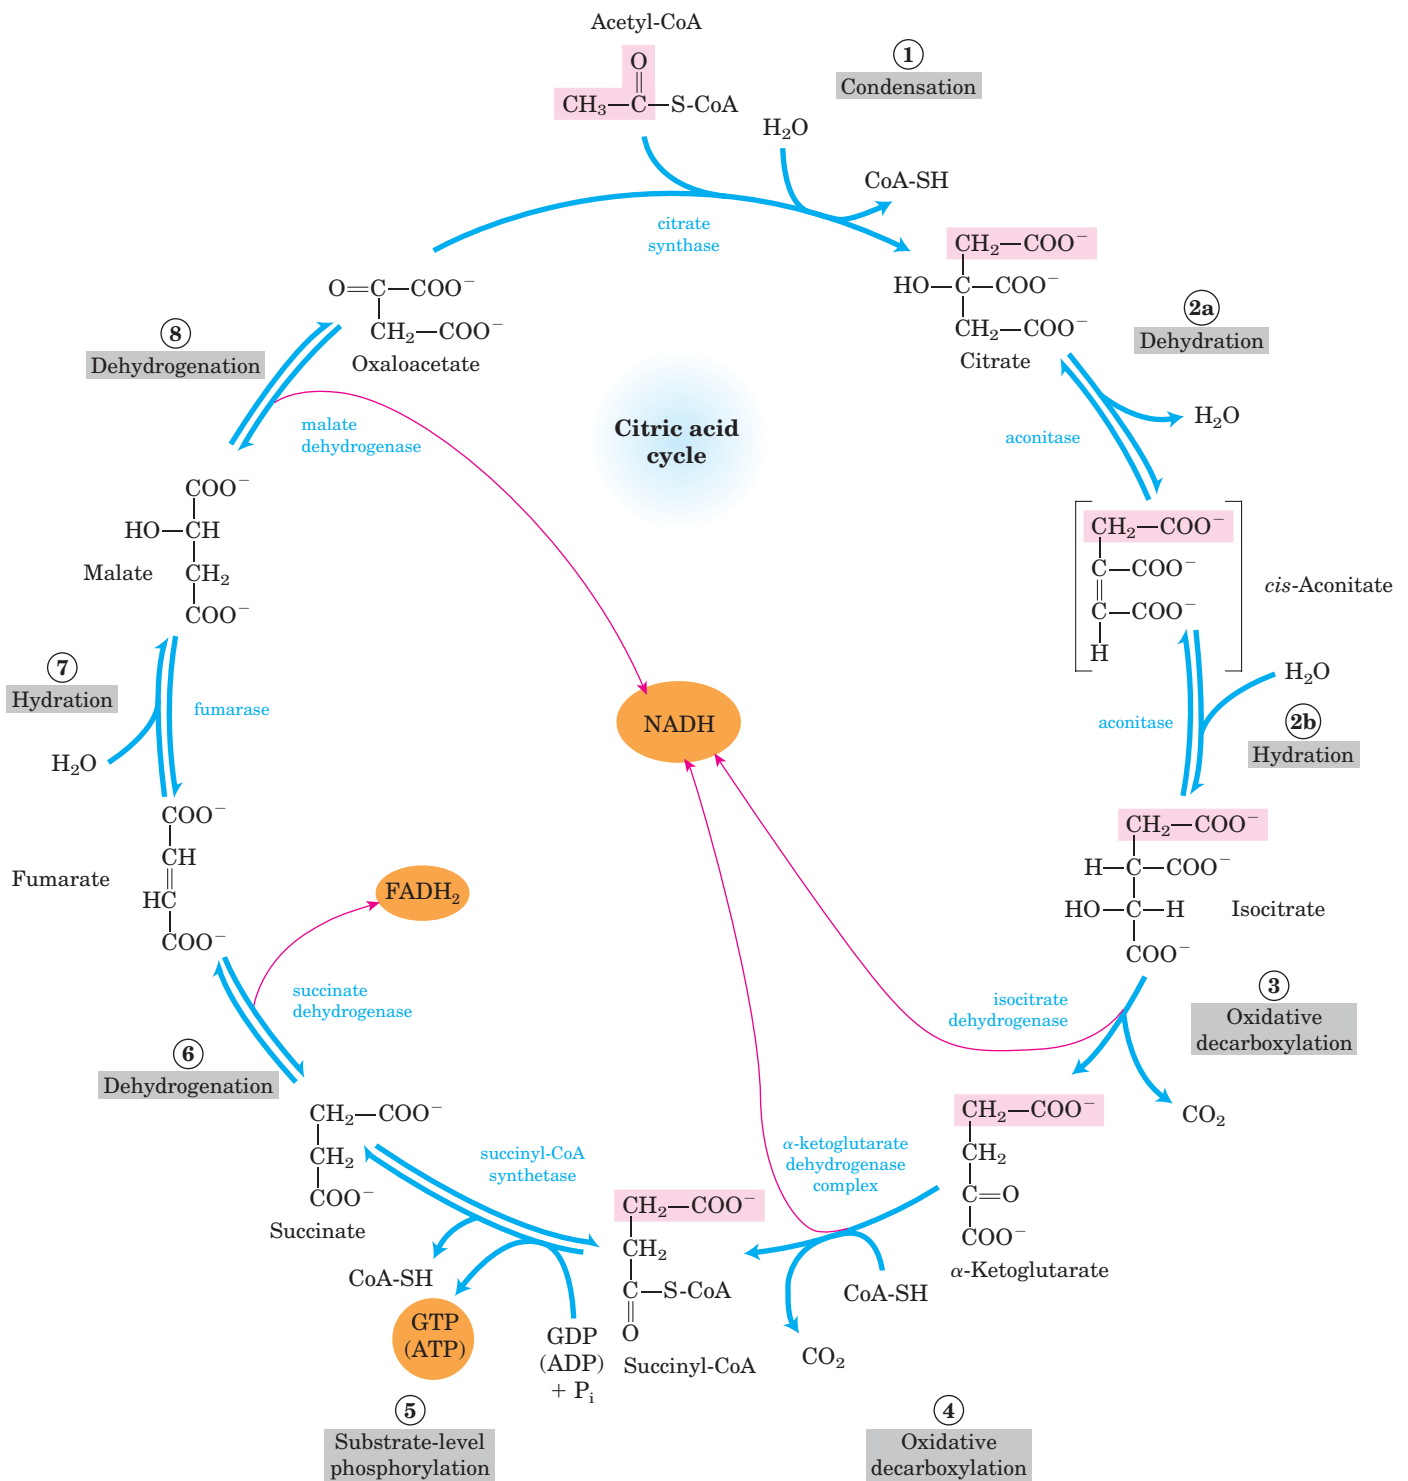 Acetyl-CoA
O
CH₃—C—S-CoA
1
Condensation
H₂O
CoA-SH
citrate
synthase
CH₂—COO⁻
HO—C—COO⁻
CH₂—COO⁻
Citrate
2a
Dehydration
H₂O
aconitase
CH₂—COO⁻
C—COO⁻
C—COO⁻
H
cis-Aconitate
H₂O
aconitase
2b
Hydration
CH₂—COO⁻
H—C—COO⁻
HO—C—H
COO⁻
Isocitrate
3
Oxidative
decarboxylation
isocitrate
dehydrogenase
CO₂
CH₂—COO⁻
CH₂
C=O
COO⁻
α-Ketoglutarate
α-ketoglutarate
dehydrogenase
complex
CoA-SH
CO₂
4
Oxidative
decarboxylation
CH₂—COO⁻
CH₂
C—S-CoA
O
Succinyl-CoA
succinyl-CoA
synthetase
GDP
(ADP)
+ Pᵢ
GTP
(ATP)
CoA-SH
5
Substrate-level
phosphorylation
CH₂—COO⁻
CH₂
COO⁻
Succinate
6
Dehydrogenation
succinate
dehydrogenase
FADH₂
COO⁻
CH
HC
COO⁻
Fumarate
7
Hydration
H₂O
fumarase
COO⁻
HO—CH
CH₂
COO⁻
Malate
8
Dehydrogenation
malate
dehydrogenase
O=C—COO⁻
CH₂—COO⁻
Oxaloacetate
Citric acid
cycle
NADH